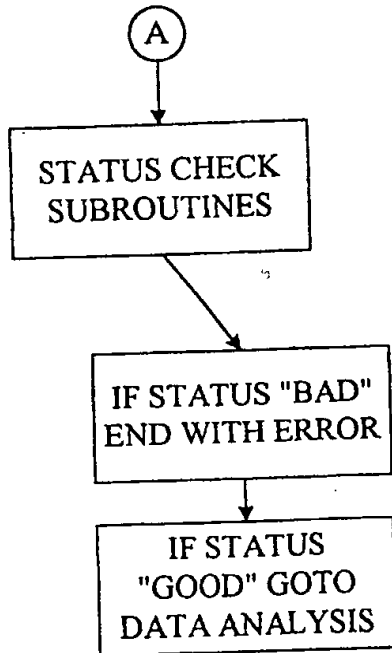 A
STATUS CHECK
SUBROUTINES
IF STATUS "BAD"
END WITH ERROR
IF STATUS
"GOOD" GOTO
DATA ANALYSIS